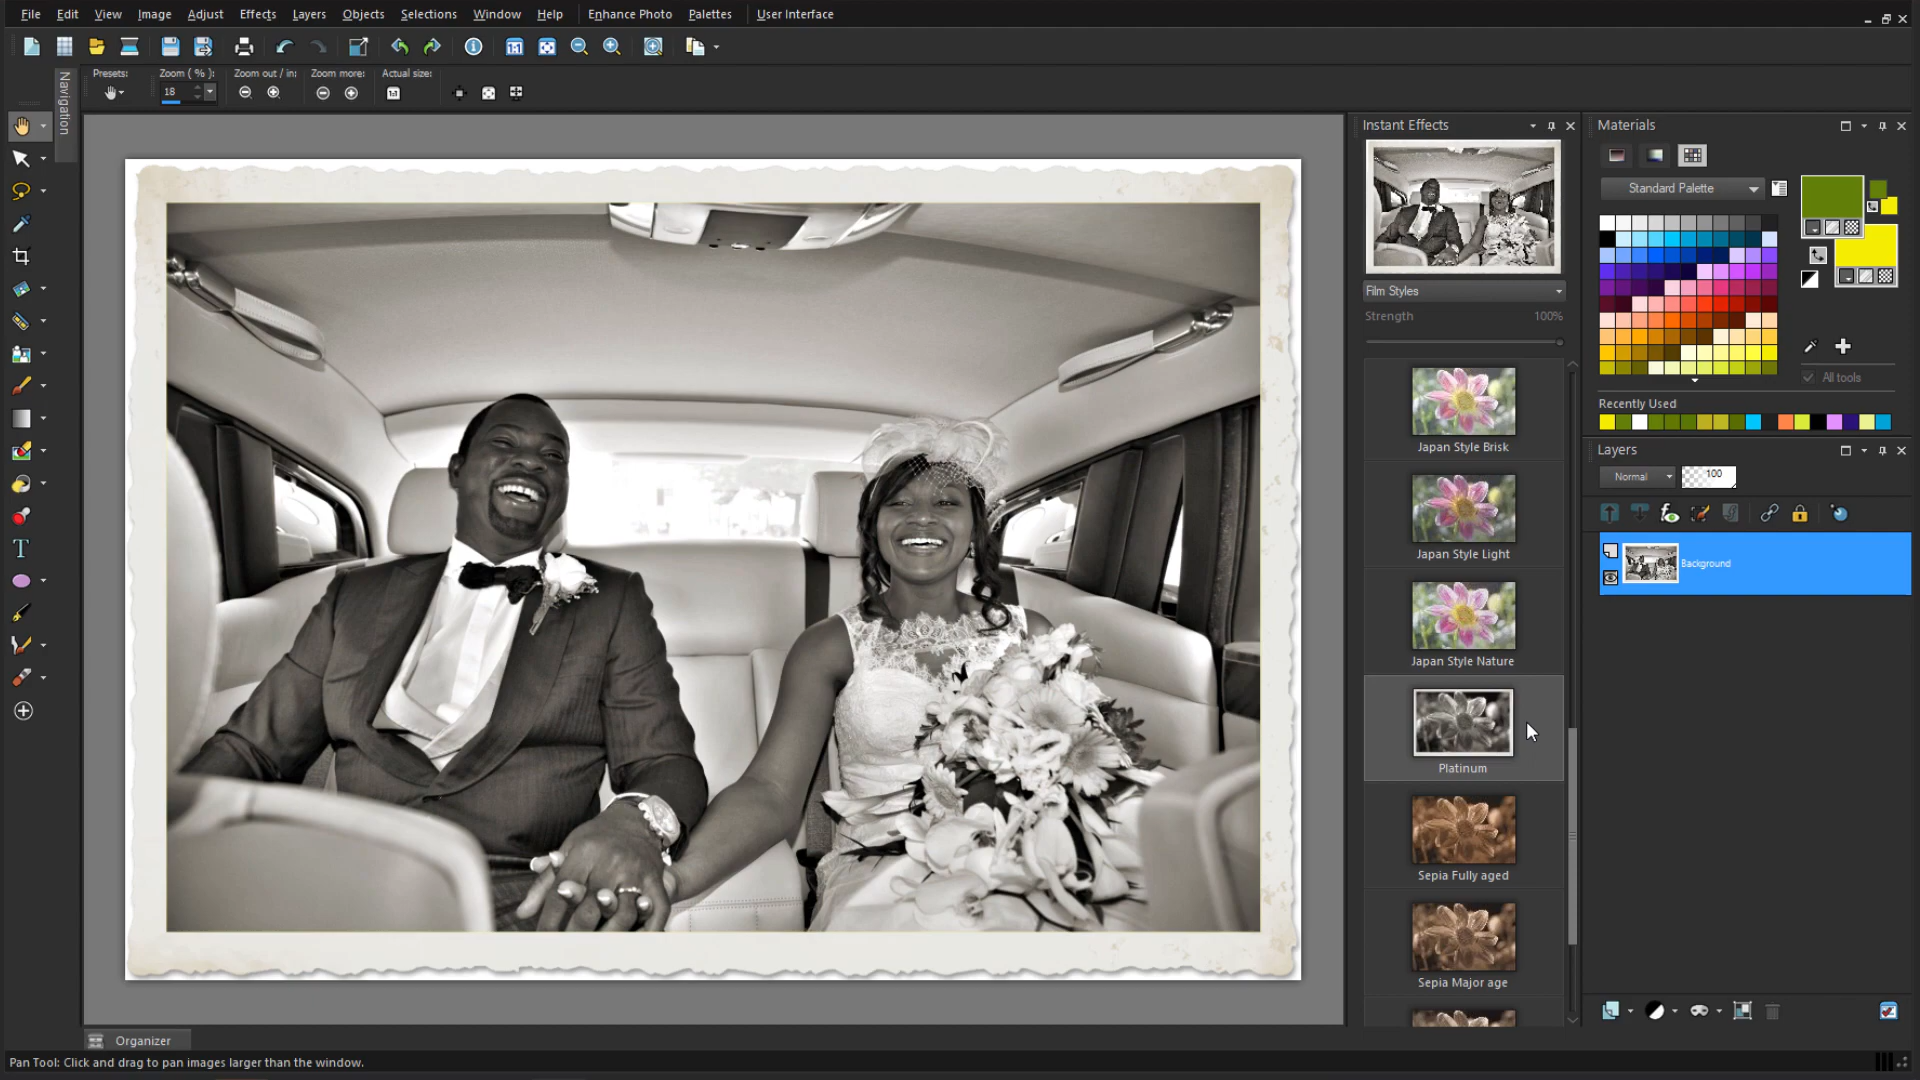 File Edit View Image Adjust Effects Layers Objects Selections Window Help Enhance Photo Palettes User Interface
Presets: Zoom ( % ): Zoom out / in: Zoom more: Actual size:
18
Navigation
Instant Effects
Film Styles
Strength 100%
Japan Style Brisk
Japan Style Light
Japan Style Nature
Platinum
Sepia Fully aged
Sepia Major age
Materials
Standard Palette
All tools
Recently Used
Layers
Normal 100
Background
Organizer
Pan Tool: Click and drag to pan images larger than the window.